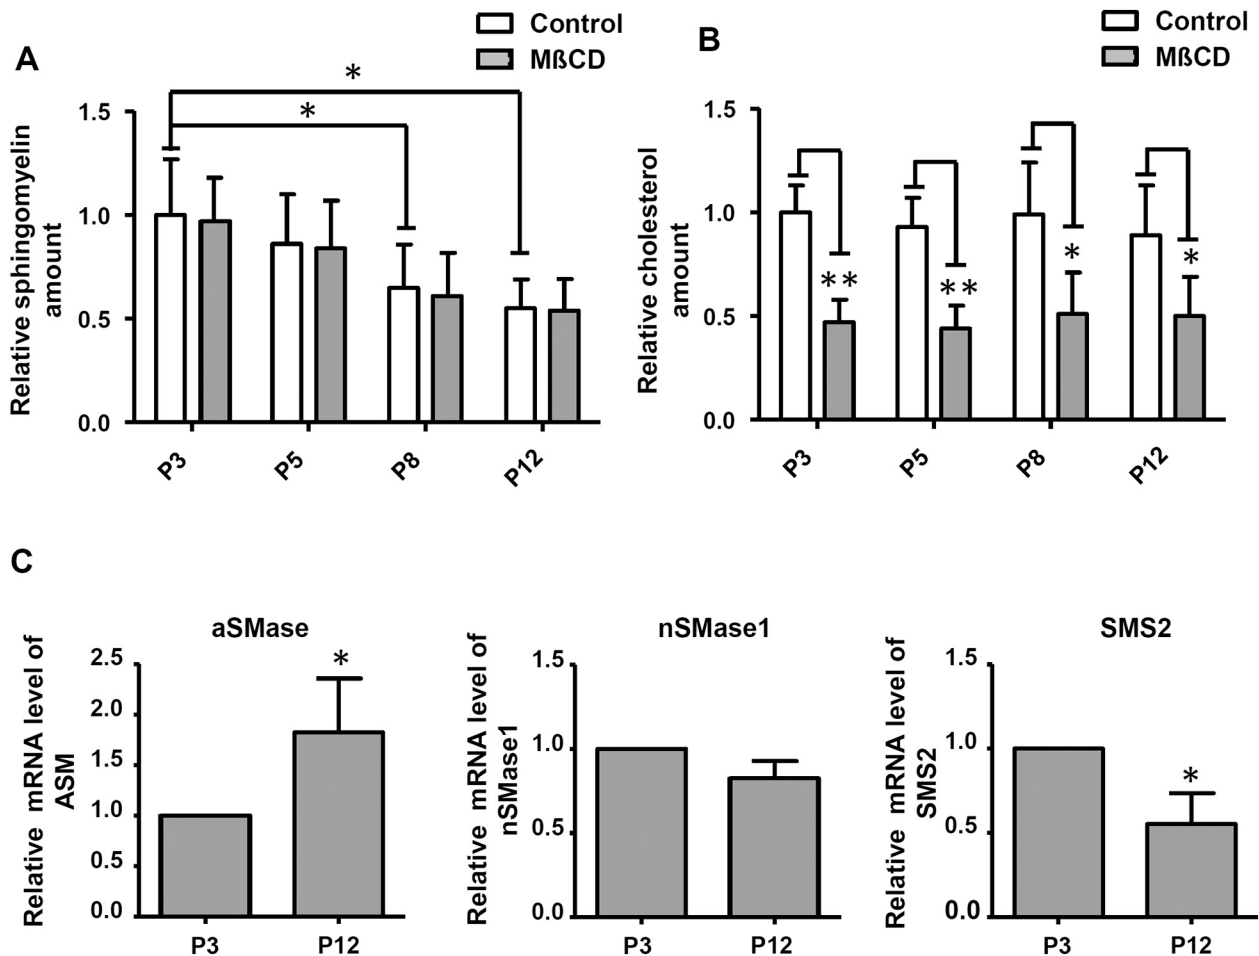 A
Control
MßCD
Relative sphingomyelin
amount
1.5
1.0
0.5
0.0
*
*
P3
P5
P8
P12
B
Control
MßCD
Relative cholesterol
amount
1.5
1.0
0.5
0.0
**
**
*
*
P3
P5
P8
P12
C
aSMase
Relative mRNA level of
ASM
2.5
2.0
1.5
1.0
0.5
0.0
*
P3
P12
nSMase1
Relative mRNA level of
nSMase1
1.5
1.0
0.5
0.0
P3
P12
SMS2
Relative mRNA level of
SMS2
1.5
1.0
0.5
0.0
*
P3
P12